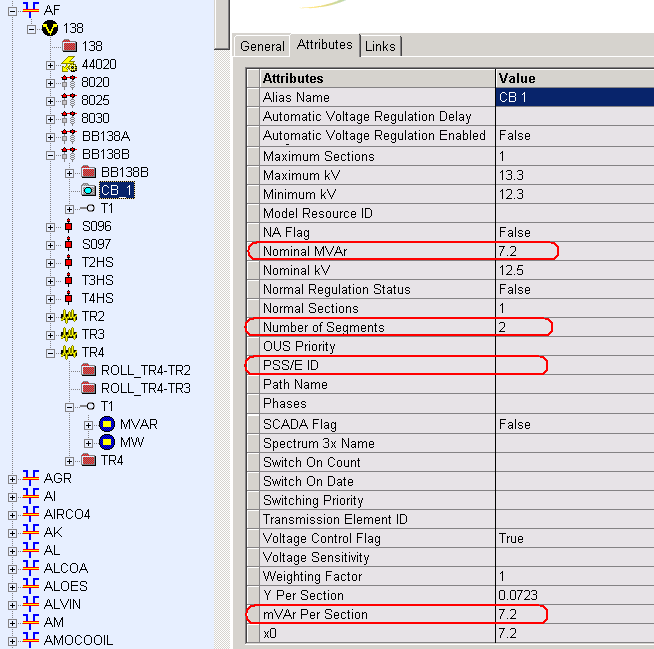 AF
138
138
44020
8020
8025
8030
BB138A
BB138B
BB138B
CB 1
T1
S096
S097
T2HS
T3HS
T4HS
TR2
TR3
TR4
ROLL_TR4-TR2
ROLL_TR4-TR3
T1
MVAR
MW
TR4
AGR
AI
AIRCO4
AK
AL
ALCOA
ALOES
ALVIN
AM
AMOCOOIL
General Attributes Links
Attributes Value
Alias Name CB 1
Automatic Voltage Regulation Delay
Automatic Voltage Regulation Enabled False
Maximum Sections 1
Maximum kV 13.3
Minimum kV 12.3
Model Resource ID
NA Flag False
Nominal MVAr 7.2
Nominal kV 12.5
Normal Regulation Status False
Normal Sections 1
Number of Segments 2
OUS Priority
PSS/E ID
Path Name
Phases
SCADA Flag False
Spectrum 3x Name
Switch On Count
Switch On Date
Switching Priority
Transmission Element ID
Voltage Control Flag True
Voltage Sensitivity
Weighting Factor 1
Y Per Section 0.0723
mVAr Per Section 7.2
x0 7.2